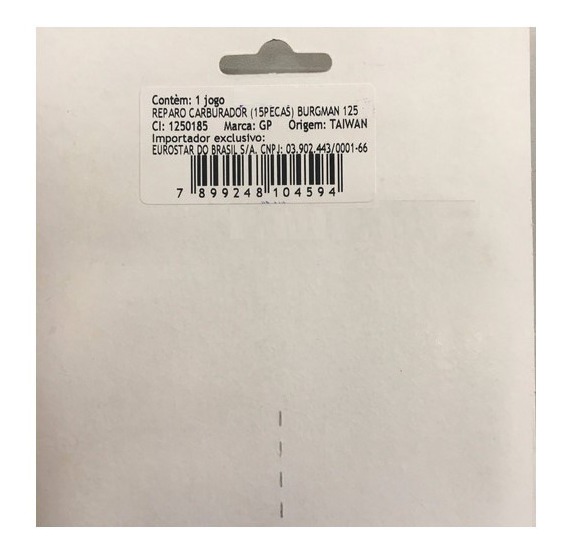 Contèm: 1 jogo
REPARO CARBURADOR (15PECAS) BURGMAN 125
CI: 1250185 Marca: GP Origem: TAIWAN
Importador exclusivo:
EUROSTAR DO BRASIL S/A. CNPJ: 03.902.443/0001-66
7 899248 104594